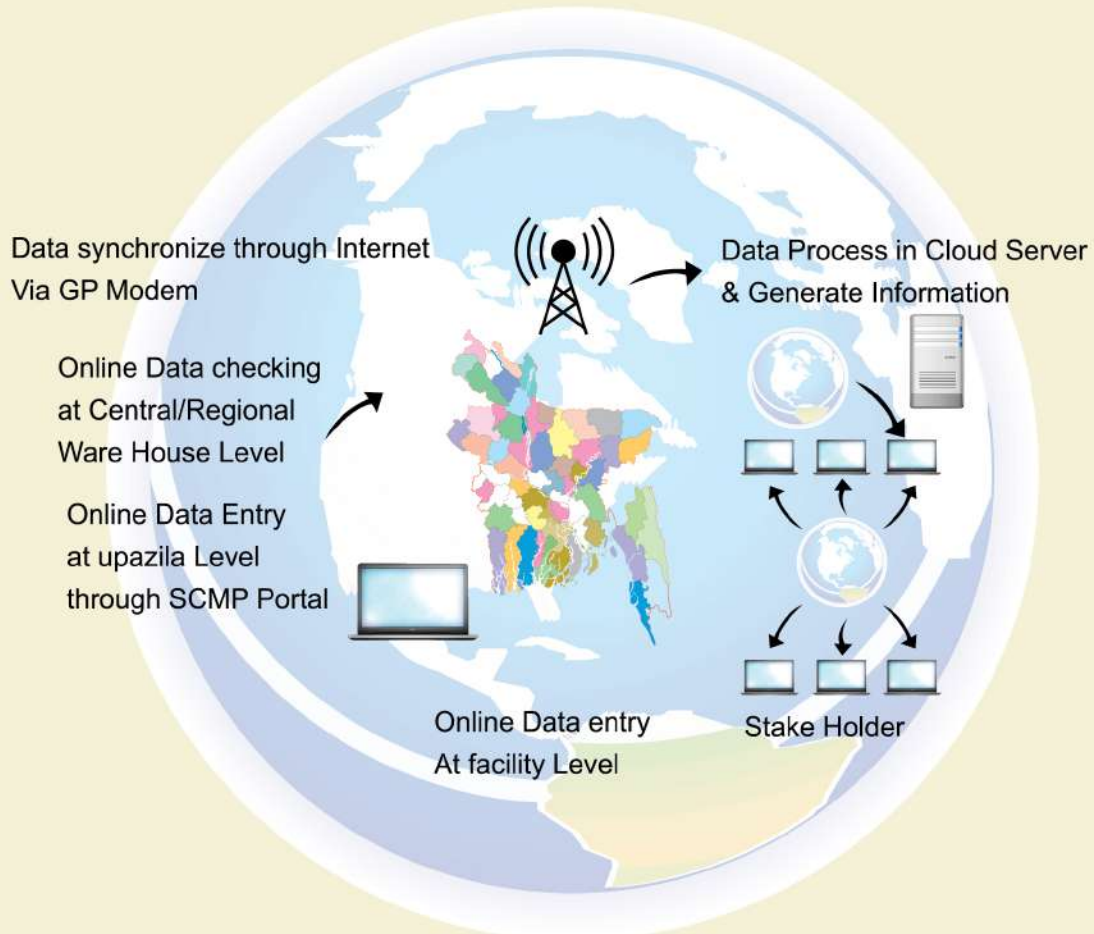 Data synchronize through Internet
Via GP Modem
Data Process in Cloud Server
& Generate Information
Online Data checking
at Central/Regional
Ware House Level
Online Data Entry
at upazila Level
through SCMP Portal
Online Data entry
At facility Level
Stake Holder